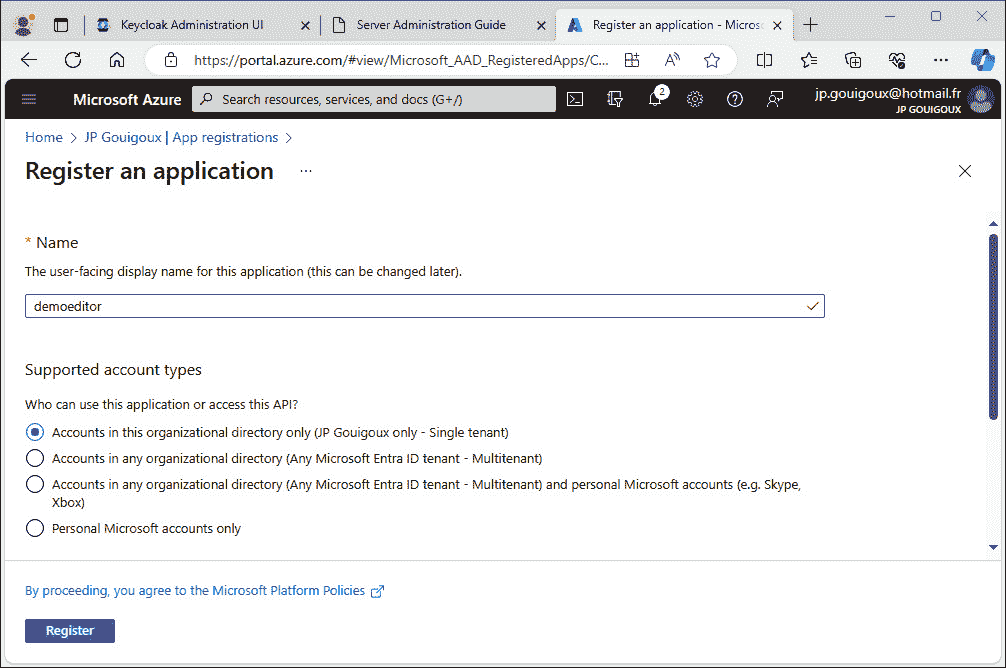 Keycloak Administration UI
Server Administration Guide
Register an application - Micros
https://portal.azure.com/#view/Microsoft_AAD_RegisteredApps/C...
Microsoft Azure
Search resources, services, and docs (G+/)
2
jp.gouigoux@hotmail.fr
JP GOUIGOUX
Home > JP Gouigoux | App registrations >
Register an application ...
* Name
The user-facing display name for this application (this can be changed later).
demoeditor
Supported account types
Who can use this application or access this API?
Accounts in this organizational directory only (JP Gouigoux only - Single tenant)
Accounts in any organizational directory (Any Microsoft Entra ID tenant - Multitenant)
Accounts in any organizational directory (Any Microsoft Entra ID tenant - Multitenant) and personal Microsoft accounts (e.g. Skype,
Xbox)
Personal Microsoft accounts only
By proceeding, you agree to the Microsoft Platform Policies
Register